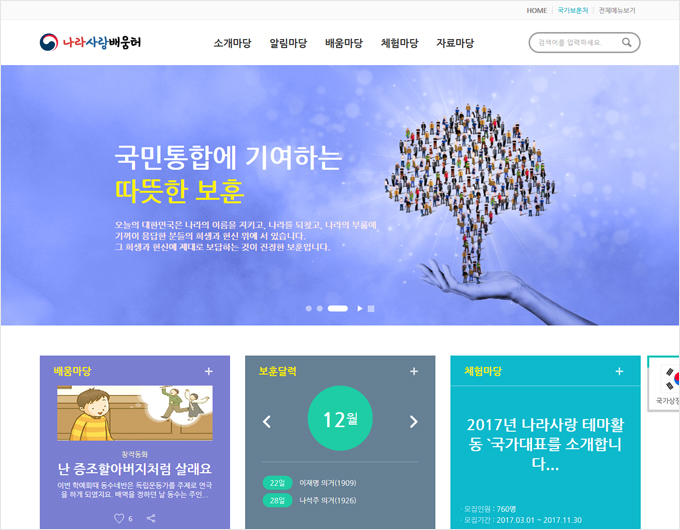 HOME 국가보훈처 전체메뉴보기
나라사랑배움터
소개마당 알림마당 배움마당 체험마당 자료마당
검색어를 입력하세요.
국민통합에 기여하는
따뜻한 보훈
오늘의 대한민국은 나라의 이름을 지키고, 나라를 되찾고, 나라의 부름에
기꺼이 응답한 분들의 희생과 헌신 위에 서 있습니다.
그 희생과 헌신에 제대로 보답하는 것이 진정한 보훈입니다.
배움마당 +
창작동화
난 증조할아버지처럼 살래요
이번 학예회때 동수네반은 독립운동가를 주제로 연극
을 하게 되였지요. 배역을 정하던 날 동수는 주인...
6
보훈달력 +
12월
22일 이재명 의거(1909)
28일 나석주 의거(1926)
체험마당 +
2017년 나라사랑 테마활
동 `국가대표를 소개합니
다...
· 모집인원 : 760명
· 모집기간 : 2017.03.01 ~ 2017.11.30
국가상징